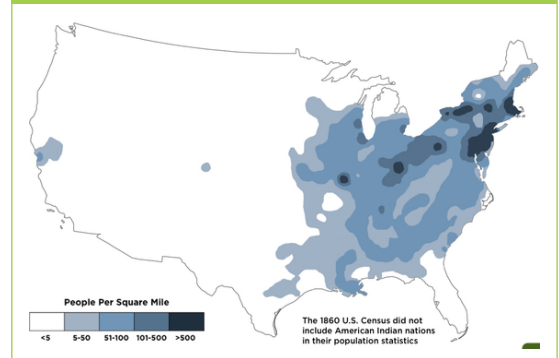 People Per Square Mile
<5 5-50 51-100 101-500 >500
The 1860 U.S. Census did not
include American Indian nations
in their population statistics